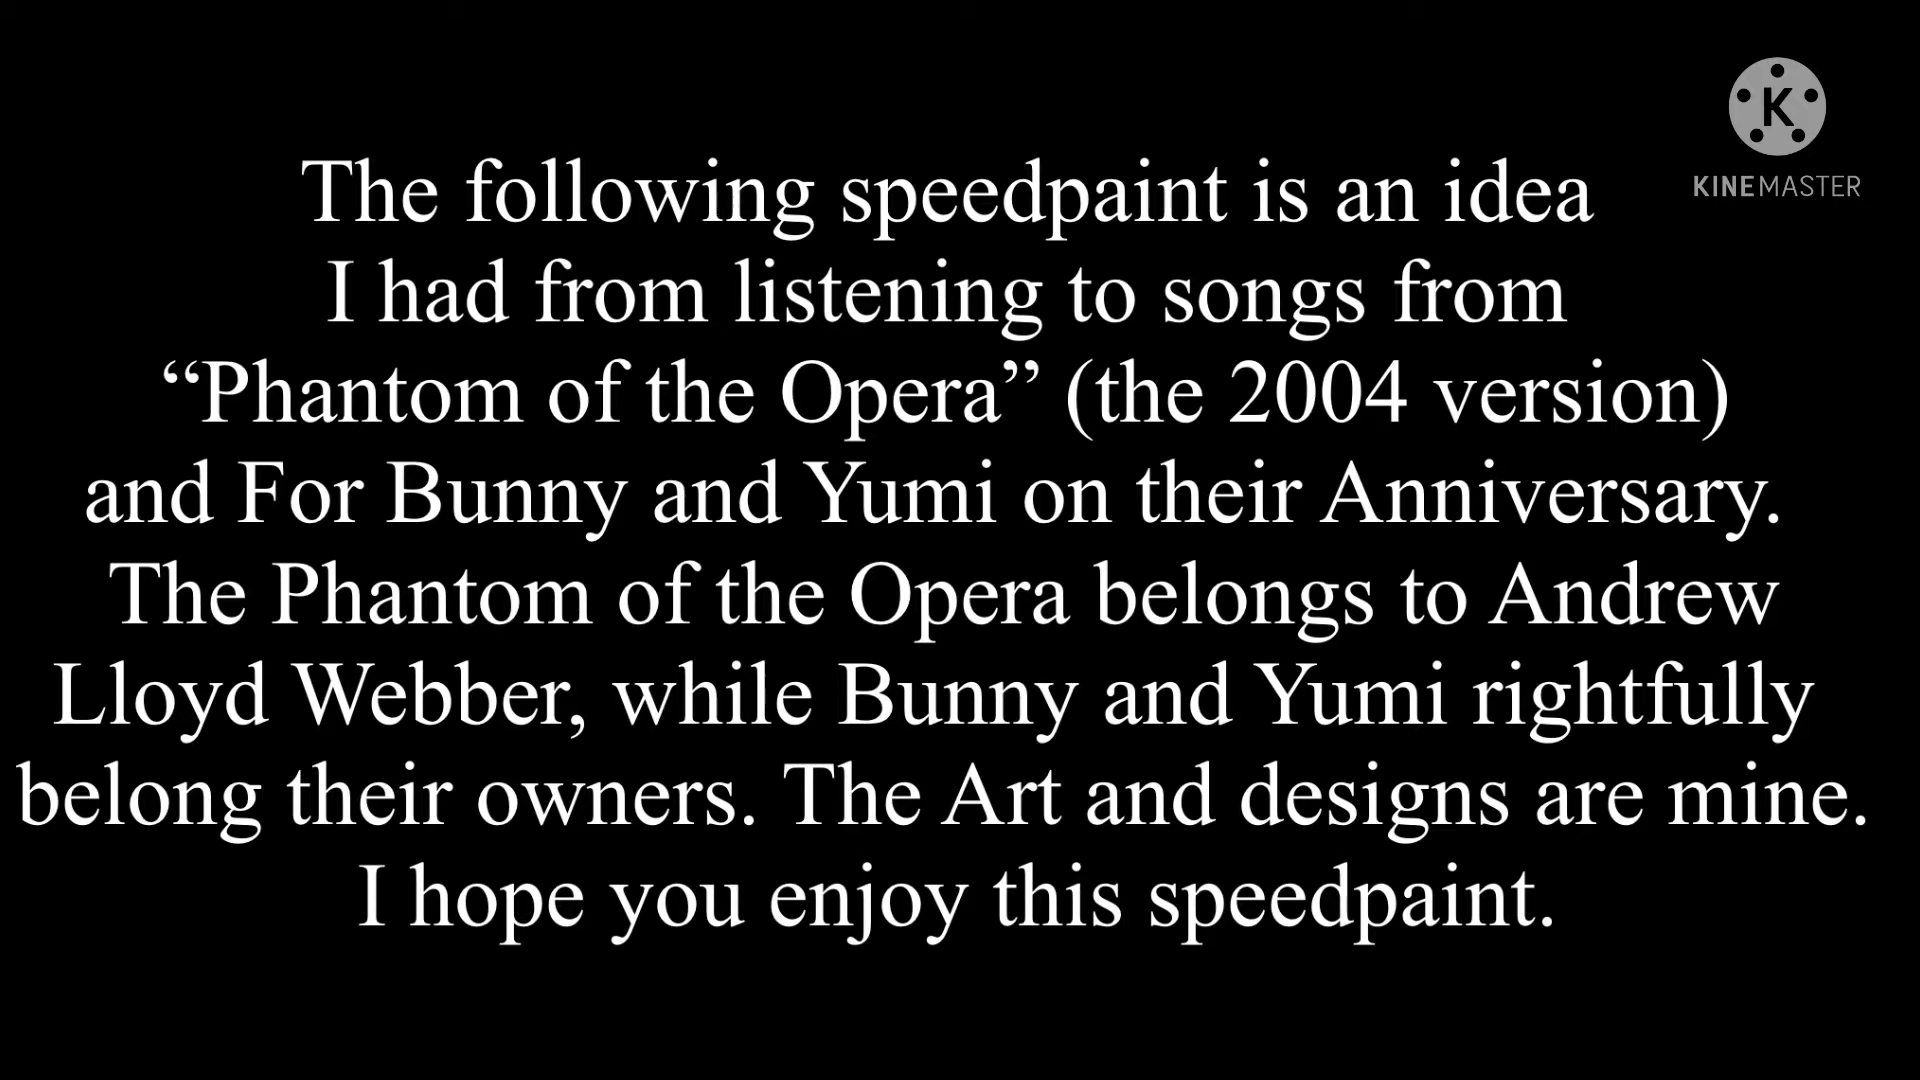 K
KINEMASTER
The following speedpaint is an idea
I had from listening to songs from
“Phantom of the Opera” (the 2004 version)
and For Bunny and Yumi on their Anniversary.
The Phantom of the Opera belongs to Andrew
Lloyd Webber, while Bunny and Yumi rightfully
belong their owners. The Art and designs are mine.
I hope you enjoy this speedpaint.